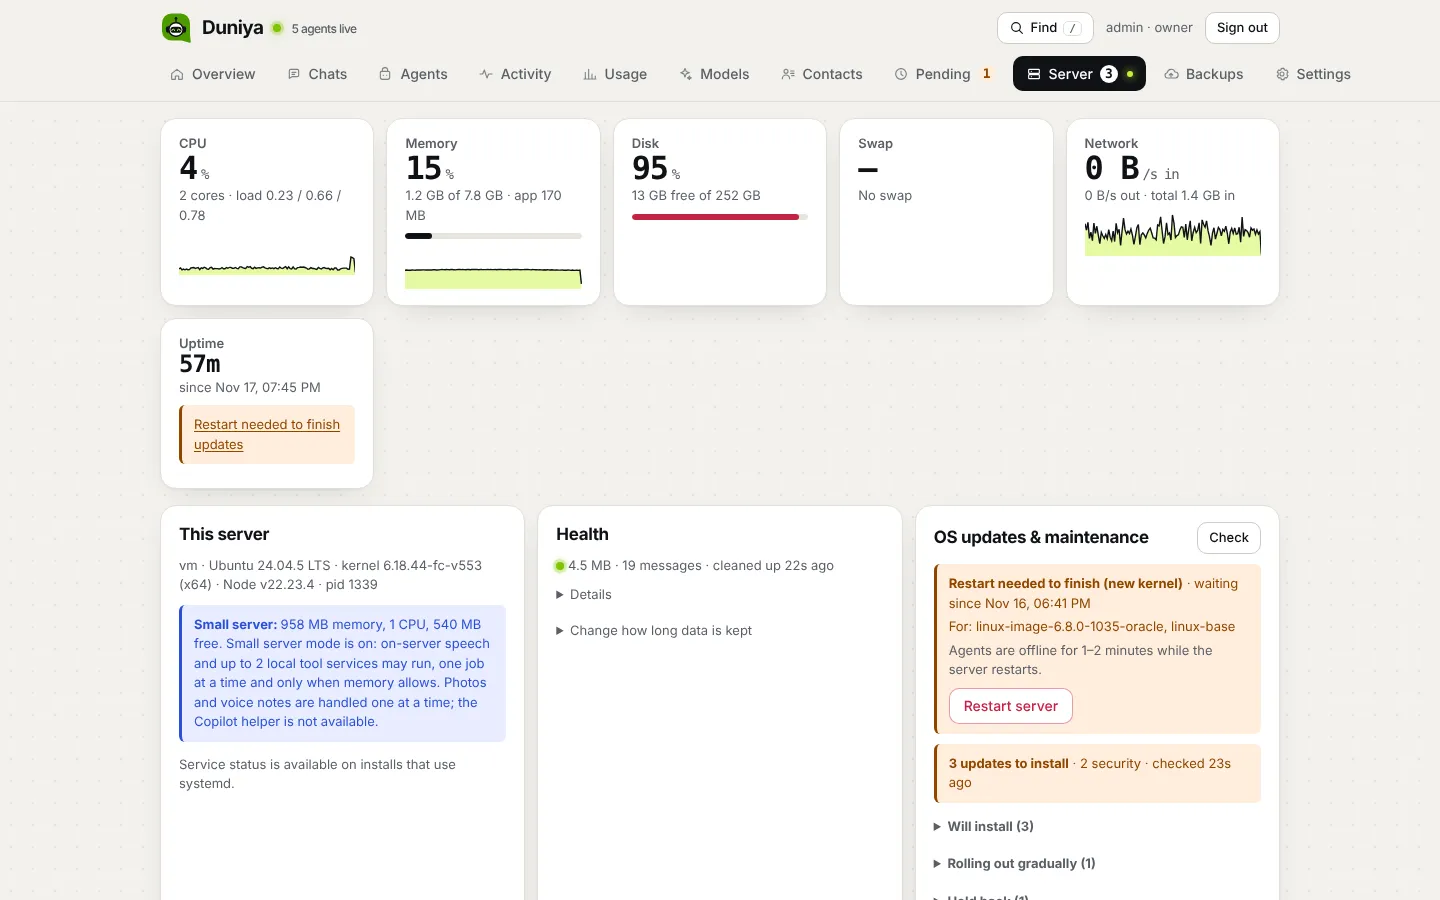 Duniya
5 agents live
Find /
admin · owner
Sign out
Overview
Chats
Agents
Activity
Usage
Models
Contacts
Pending 1
Server 3
Backups
Settings
CPU
4 %
2 cores · load 0.23 / 0.66 /
0.78
Memory
15 %
1.2 GB of 7.8 GB · app 170
MB
Disk
95 %
13 GB free of 252 GB
Swap
–
No swap
Network
0 B /s in
0 B/s out · total 1.4 GB in
Uptime
57m
since Nov 17, 07:45 PM
Restart needed to finish
updates
This server
vm · Ubuntu 24.04.5 LTS · kernel 6.18.44-fc-v553
(x64) · Node v22.23.4 · pid 1339
Small server: 958 MB memory, 1 CPU, 540 MB
free. Small server mode is on: on-server speech
and up to 2 local tool services may run, one job
at a time and only when memory allows. Photos
and voice notes are handled one at a time; the
Copilot helper is not available.
Service status is available on installs that use
systemd.
Health
4.5 MB · 19 messages · cleaned up 22s ago
Details
Change how long data is kept
OS updates & maintenance
Check
Restart needed to finish (new kernel) · waiting
since Nov 16, 06:41 PM
For: linux-image-6.8.0-1035-oracle, linux-base
Agents are offline for 1–2 minutes while the
server restarts.
Restart server
3 updates to install · 2 security · checked 23s
ago
Will install (3)
Rolling out gradually (1)
Held back (1)